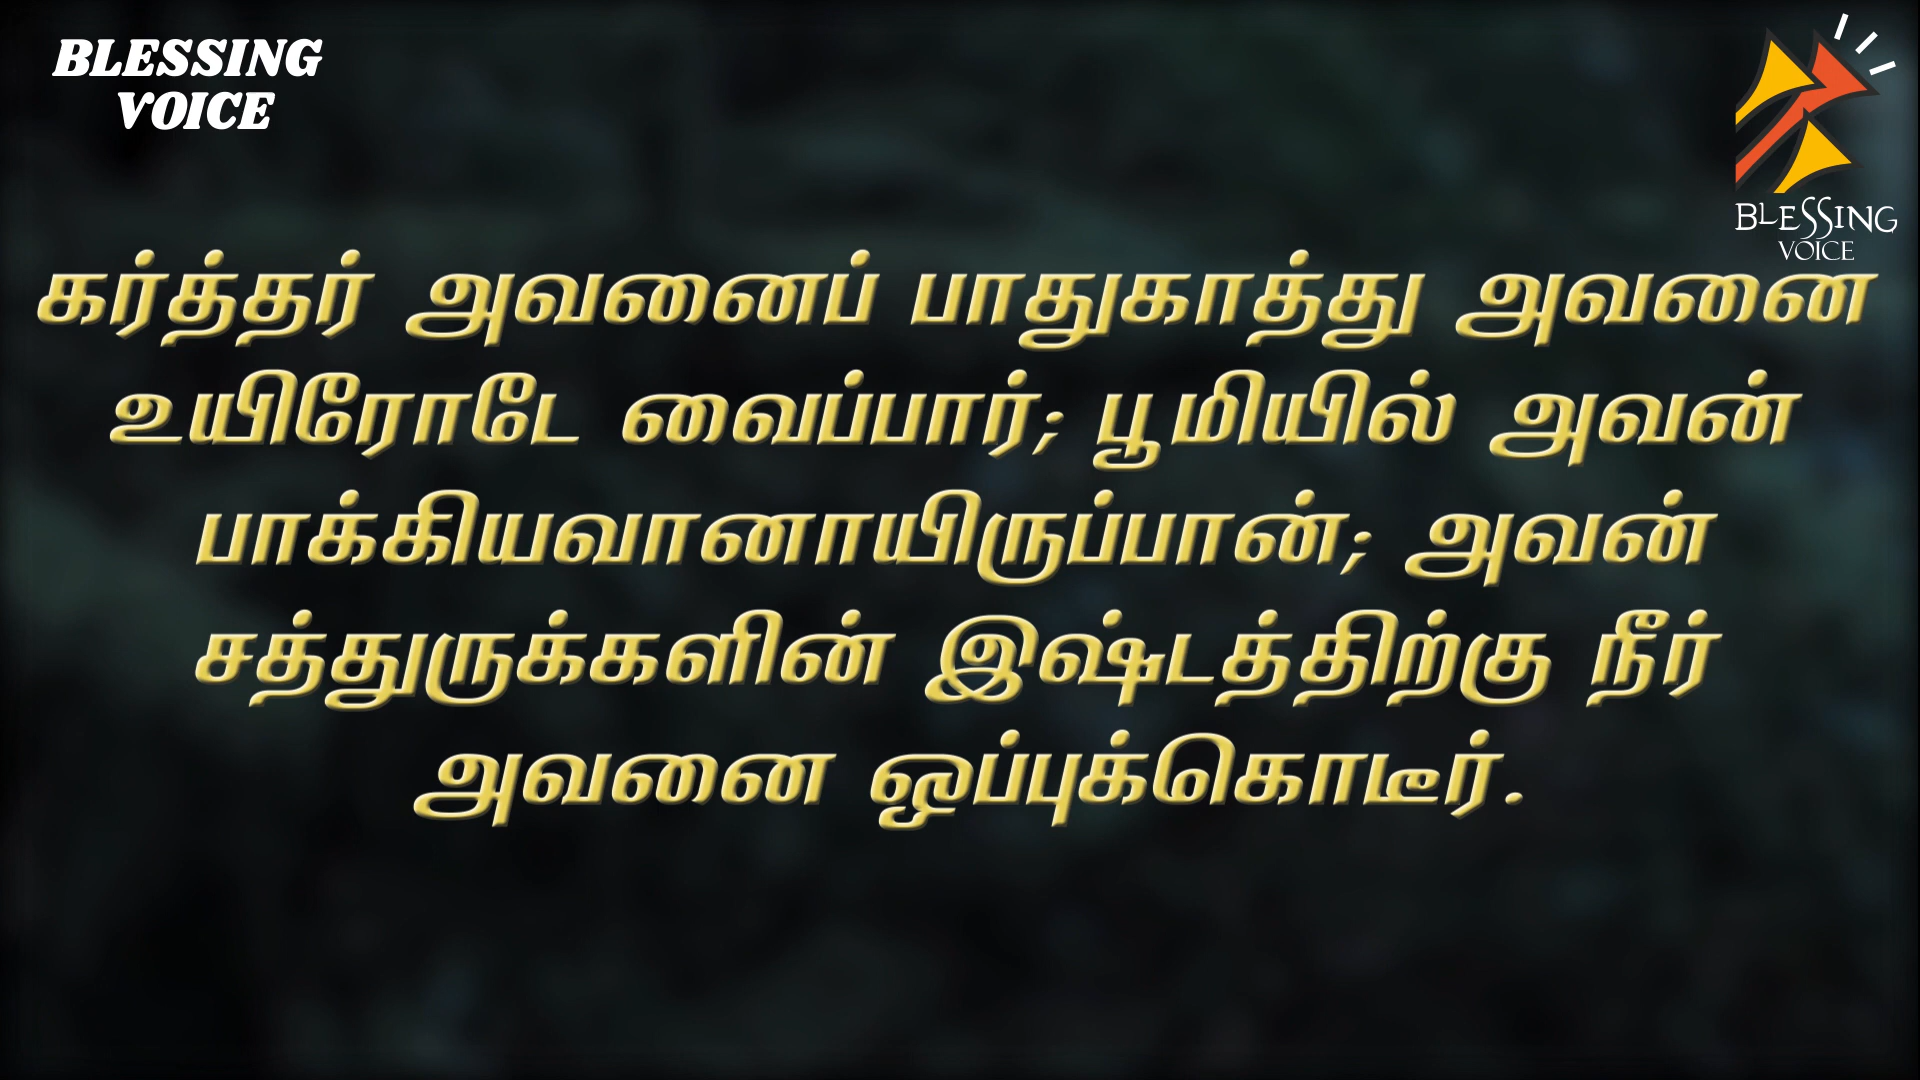 BLESSING
VOICE
BLESSING
VOICE
கர்த்தர் அவனைப் பாதுகாத்து அவனை
உயிரோடே வைப்பார்; பூமியில் அவன்
பாக்கியவானாயிருப்பான்; அவன்
சத்துருக்களின் இஷ்டத்திற்கு நீர்
அவனை ஒப்புக்கொடீர்.